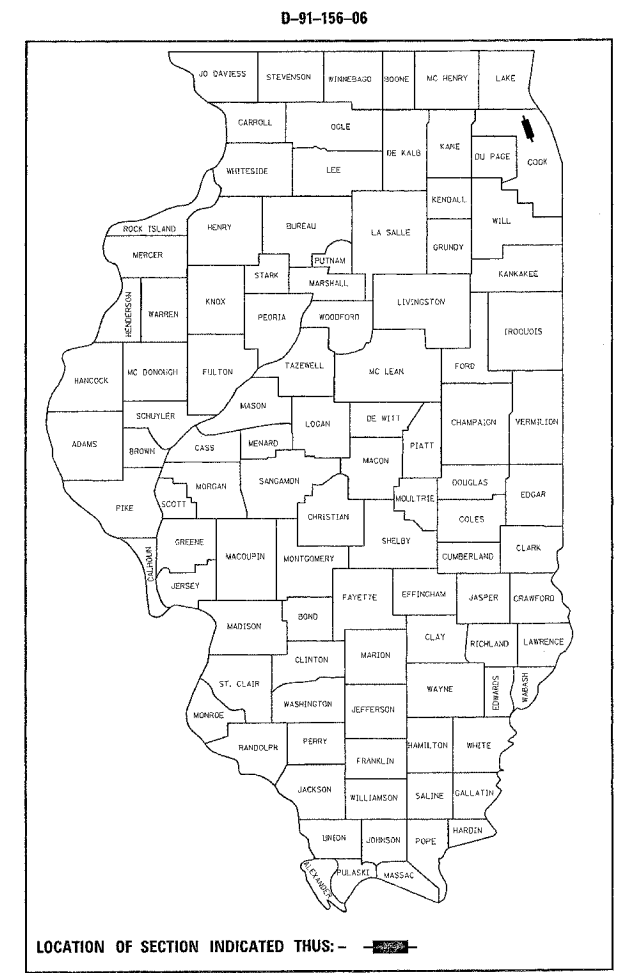 D-91-156-06
JO DAVIESS STEVENSON WINNEBAGO BOONE MC HENRY LAKE
CARROLL OGLE
DE KALB KANE DU PAGE COOK
WHITESIDE LEE
KENDALL
ROCK ISLAND HENRY BUREAU LA SALLE WILL
MERCER PUTNAM GRUNDY
STARK MARSHALL KANKAKEE
HENDERSON WARREN KNOX PEORIA WOODFORD LIVINGSTON
IROQUOIS
HANCOCK MC DONOUGH FULTON TAZEWELL MC LEAN FORD
MASON
SCHUYLER LOGAN DE WITT CHAMPAIGN VERMILION
ADAMS BROWN CASS MENARD PIATT
MACON
MORGAN SANGAMON DOUGLAS
PIKE SCOTT MOULTRIE EDGAR
CHRISTIAN COLES
GREENE MACOUPIN MONTGOMERY SHELBY CUMBERLAND CLARK
CALHOUN
JERSEY FAYETTE EFFINGHAM JASPER CRAWFORD
MADISON BOND
CLAY RICHLAND LAWRENCE
CLINTON MARION
ST. CLAIR WAYNE EDWARDS WABASH
WASHINGTON JEFFERSON
MONROE
RANDOLPH PERRY HAMILTON WHITE
FRANKLIN
JACKSON WILLIAMSON SALINE GALLATIN
UNION JOHNSON POPE HARDIN
ALEXANDER PULASKI MASSAC
LOCATION OF SECTION INDICATED THUS: -